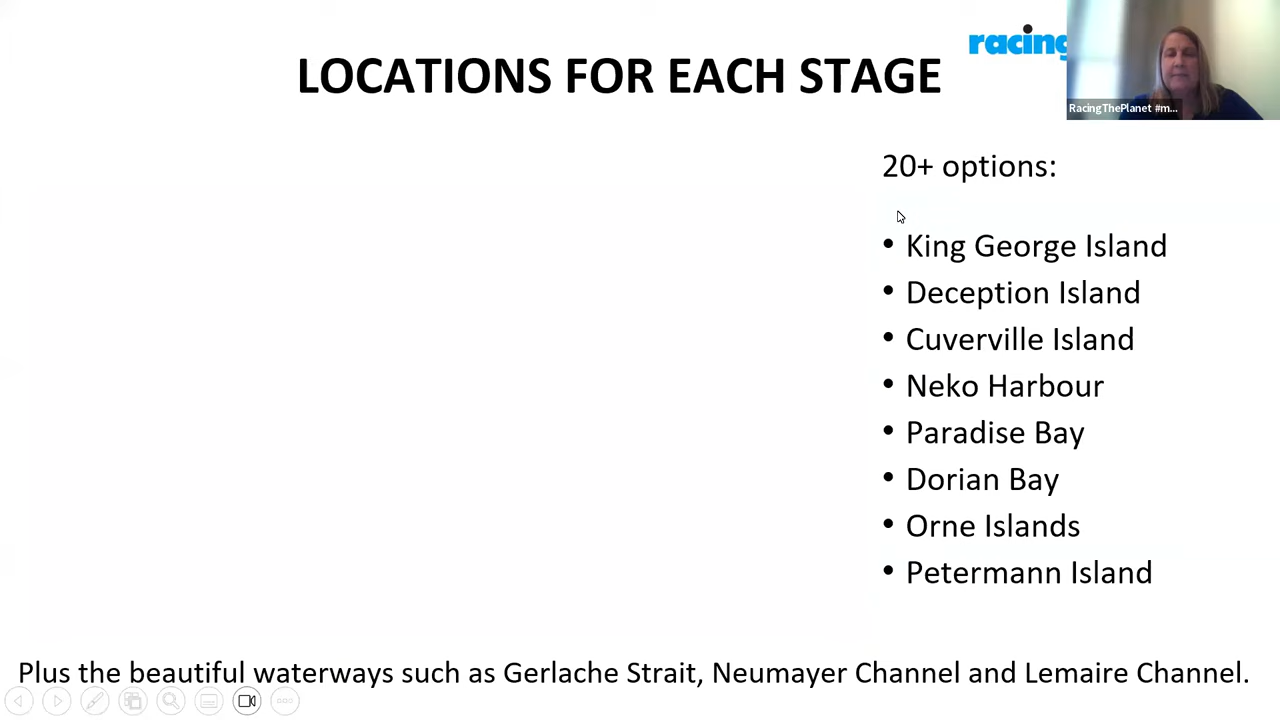 LOCATIONS FOR EACH STAGE
racing
RacingThePlanet #m...
20+ options:
• King George Island
• Deception Island
• Cuverville Island
• Neko Harbour
• Paradise Bay
• Dorian Bay
• Orne Islands
• Petermann Island
Plus the beautiful waterways such as Gerlache Strait, Neumayer Channel and Lemaire Channel.